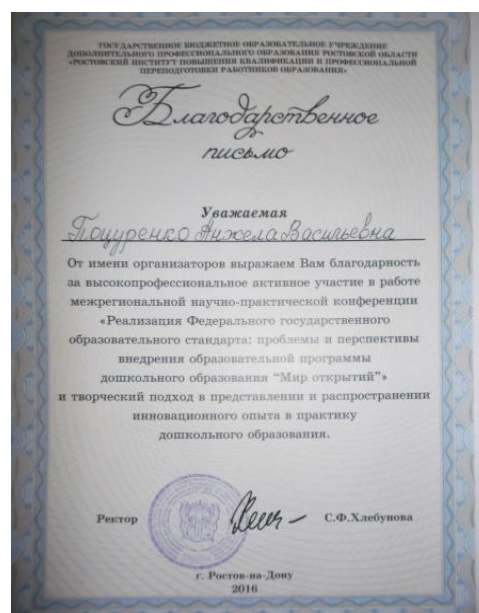 ГОСУДАРСТВЕННОЕ БЮДЖЕТНОЕ ОБРАЗОВАТЕЛЬНОЕ УЧРЕЖДЕНИЕ
ДОПОЛНИТЕЛЬНОГО ПРОФЕССИОНАЛЬНОГО ОБРАЗОВАНИЯ РОСТОВСКОЙ ОБЛАСТИ
«РОСТОВСКИЙ ИНСТИТУТ ПОВЫШЕНИЯ КВАЛИФИКАЦИИ И ПРОФЕССИОНАЛЬНОЙ
ПЕРЕПОДГОТОВКИ РАБОТНИКОВ ОБРАЗОВАНИЯ»
Благодарственное
письмо
Уважаемая
Поцуренко Анжела Васильевна
От имени организаторов выражаем Вам благодарность
за высокопрофессиональное активное участие в работе
межрегиональной научно-практической конференции
«Реализация Федерального государственного
образовательного стандарта: проблемы и перспективы
внедрения образовательной программы
дошкольного образования "Мир открытий"»
и творческий подход в представлении и распространении
инновационного опыта в практику
дошкольного образования.
Ректор С.Ф.Хлебунова
г. Ростов-на-Дону
2016